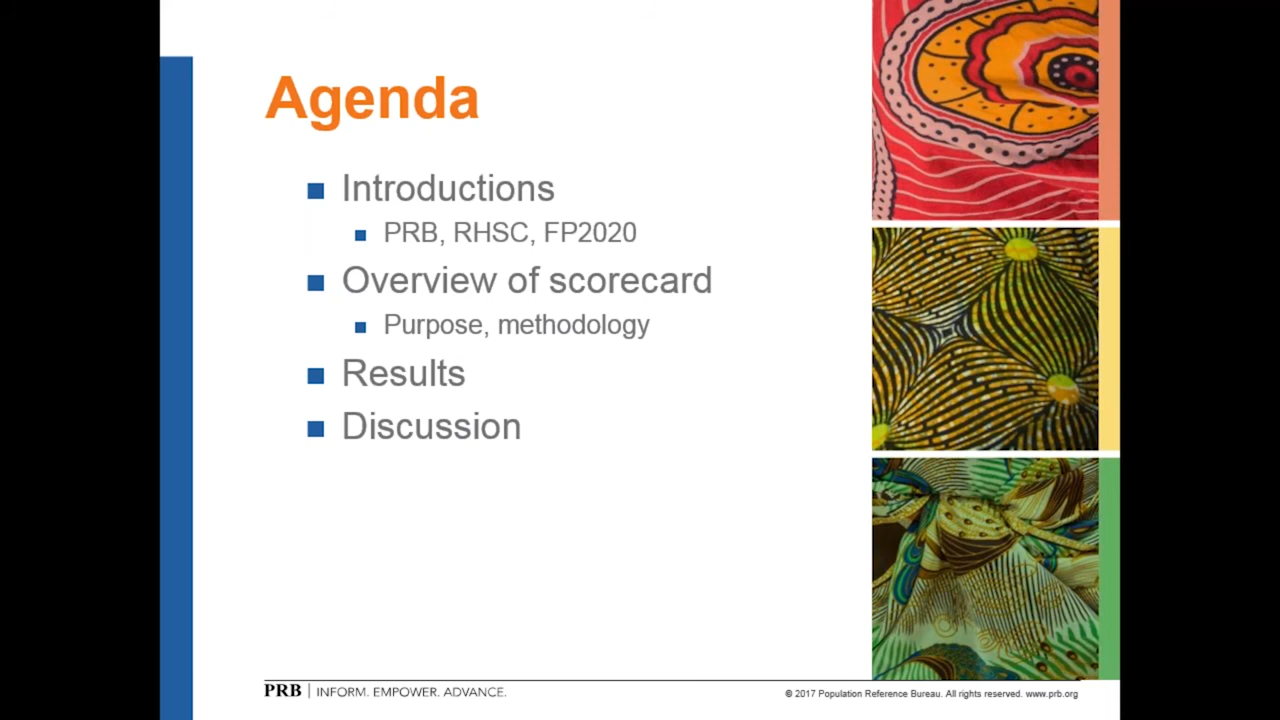 Agenda
Introductions
PRB, RHSC, FP2020
Overview of scorecard
Purpose, methodology
Results
Discussion
PRB | INFORM. EMPOWER. ADVANCE.
© 2017 Population Reference Bureau. All rights reserved. www.prb.org